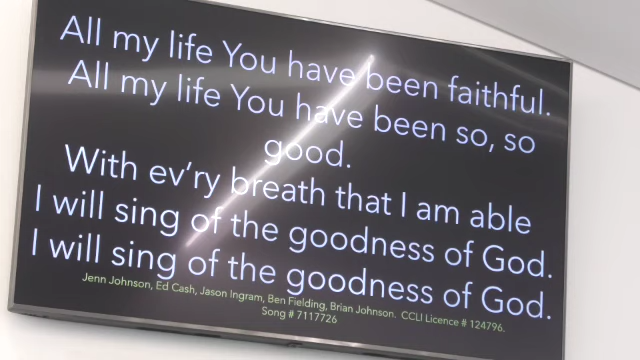 All my life You have been faithful.
All my life You have been so, so
good.
With ev'ry breath that I am able
I will sing of the goodness of God.
I will sing of the goodness of God.
Jenn Johnson, Ed Cash, Jason Ingram, Ben Fielding, Brian Johnson. CCLI Licence # 124796.
Song # 7117726